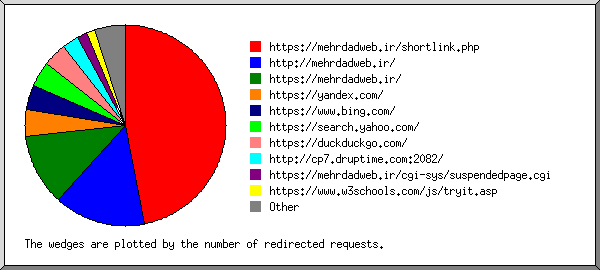 https://mehrdadweb.ir/shortlink.php
http://mehrdadweb.ir/
https://mehrdadweb.ir/
https://yandex.com/
https://www.bing.com/
https://search.yahoo.com/
https://duckduckgo.com/
http://cp7.druptime.com:2082/
https://mehrdadweb.ir/cgi-sys/suspendedpage.cgi
https://www.w3schools.com/js/tryit.asp
Other
The wedges are plotted by the number of redirected requests.